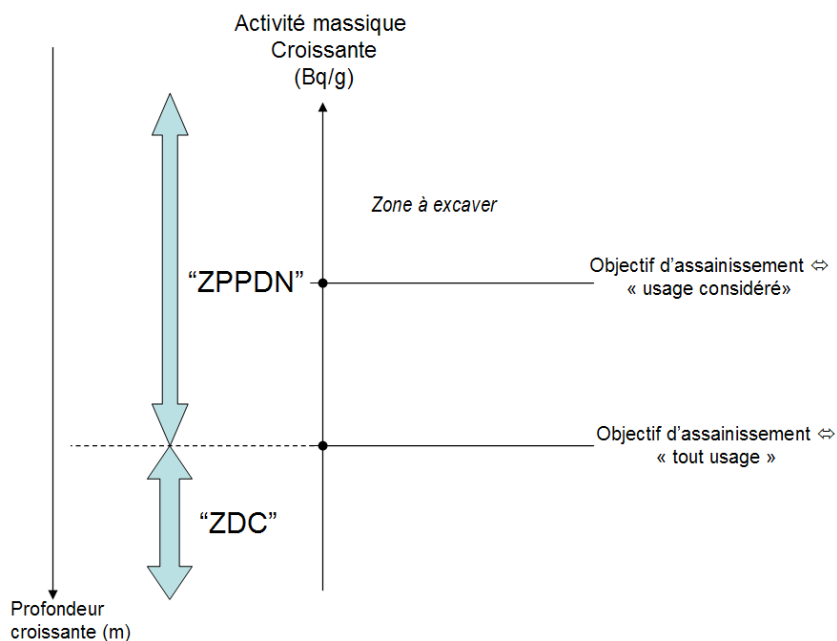 Activité massique
Croissante
(Bq/g)
Zone à excaver
“ZPPDN”
Objectif d’assainissement ⇔
« usage considéré»
Objectif d’assainissement ⇔
« tout usage »
“ZDC”
Profondeur
croissante (m)